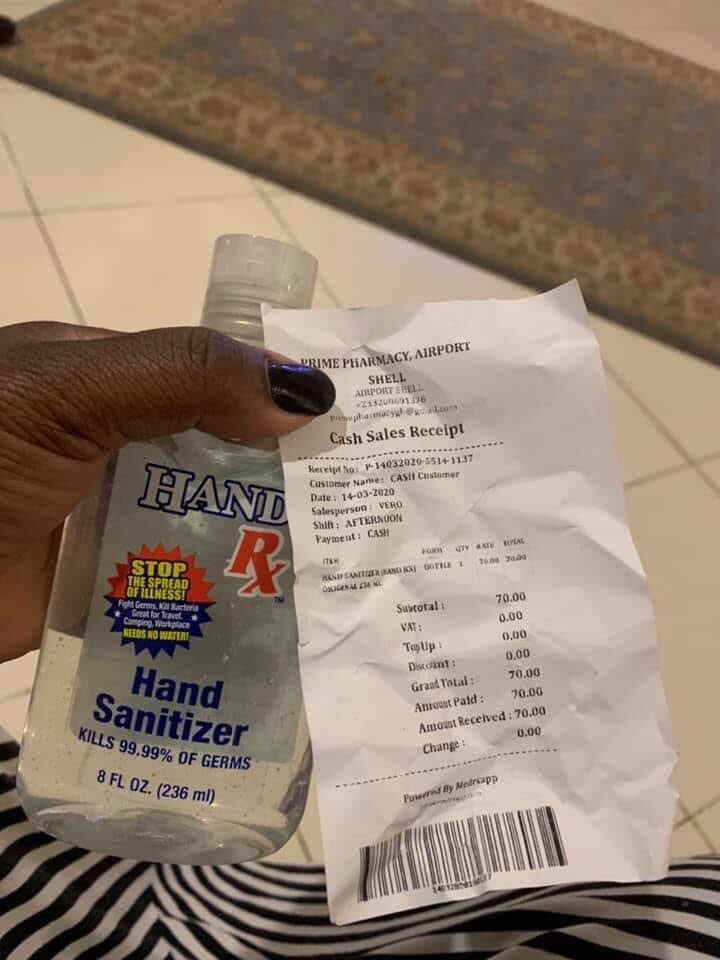 HAND
Rx
TM
STOP
THE SPREAD
OF ILLNESS!
Fight Germs, Kill Bacteria
Great for Travel,
Camping, Workplace
NEEDS NO WATER!
Hand
Sanitizer
KILLS 99.99% OF GERMS
8 FL OZ. (236 ml)
PRIME PHARMACY, AIRPORT
SHELL
AIRPORT SHELL
Cash Sales Receipt
Receipt No: P-14032020-5514-1137
Customer Name: CASH Customer
Date: 14-03-2020
Salesperson: VERO
Shift: AFTERNOON
Payment: CASH
ITEM FORM QTY RATE TOTAL
HAND SANITIZER (HAND RX) BOTTLE 1 70.00 70.00
ORIGINAL 236 ML
Subtotal: 70.00
VAT: 0.00
TopUp: 0.00
Discount: 0.00
Grand Total: 70.00
Amount Paid: 70.00
Amount Received: 70.00
Change: 0.00
Powered By Medrsapp